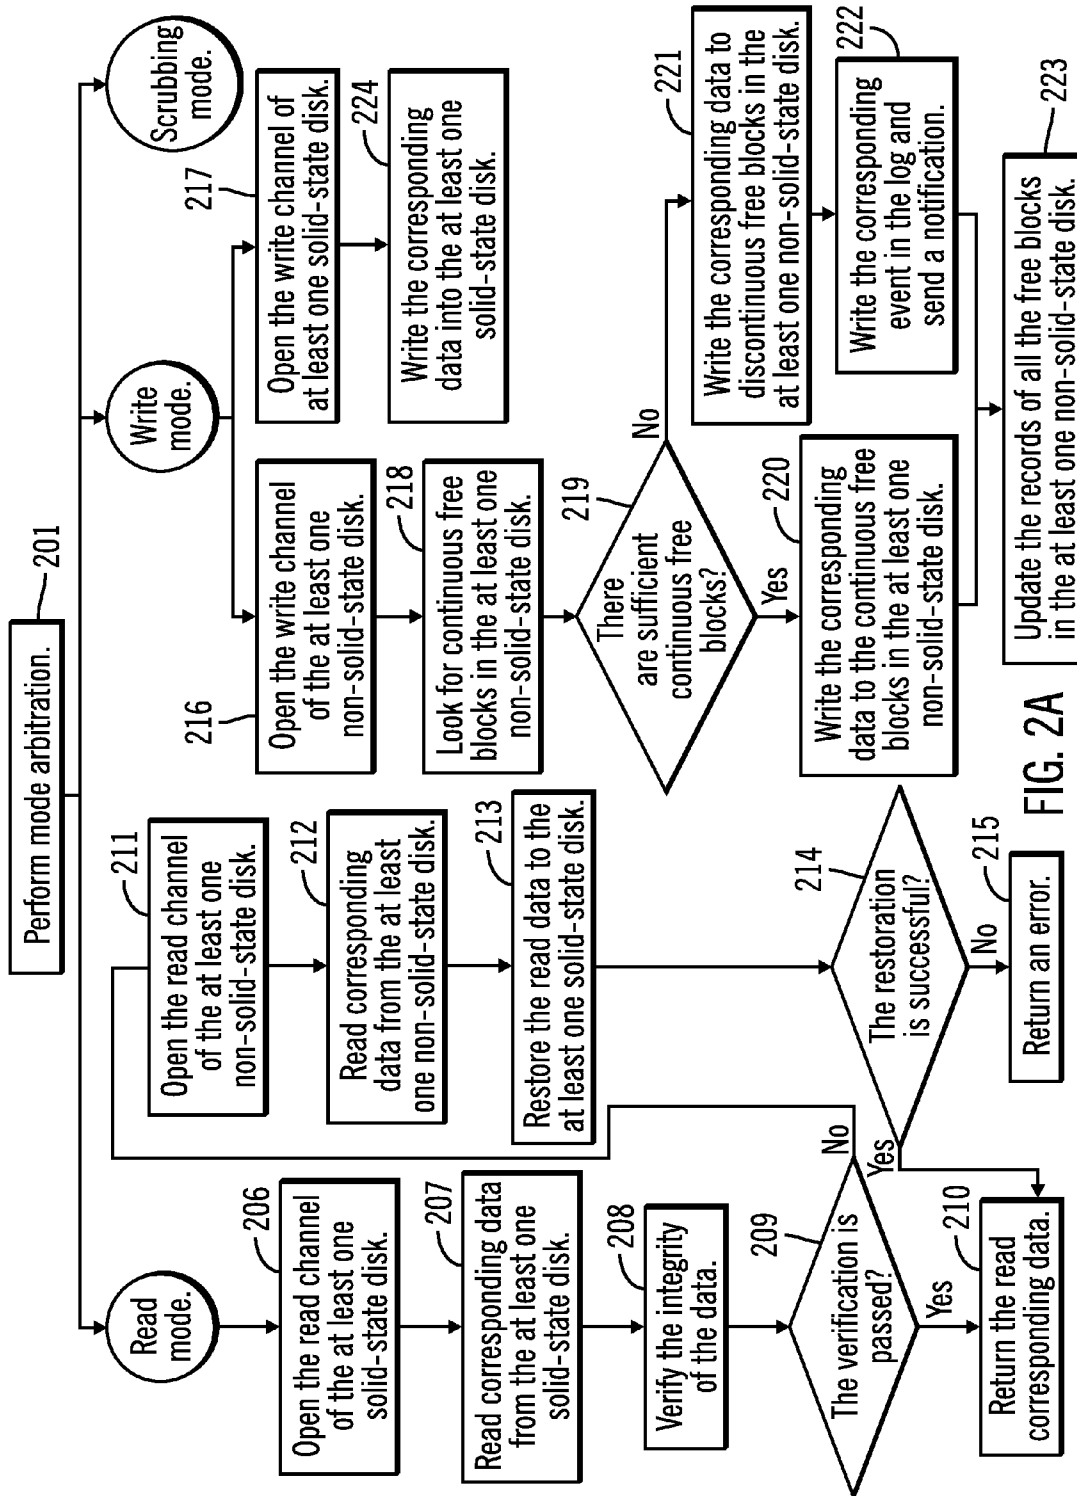 Perform mode arbitration.
201
Read
mode.
Write
mode.
Scrubbing
mode.
206
Open the read channel
of the at least one
solid-state disk.
207
Read corresponding data
from the at least one
solid-state disk.
208
Verify the integrity
of the data.
209
The verification is
passed?
No
Yes
210
Return the read
corresponding data.
211
Open the read channel
of the at least one
non-solid-state disk.
212
Read corresponding
data from the at least
one non-solid-state disk.
213
Restore the read data to the
at least one solid-state disk.
214
The restoration
is successful?
Yes
No
215
Return an error.
216
Open the write channel
of the at least one
non-solid-state disk.
218
Look for continuous free
blocks in the at least one
non-solid-state disk.
219
There
are sufficient
continuous free
blocks?
No
Yes
220
Write the corresponding
data to the continuous free
blocks in the at least one
non-solid-state disk.
217
Open the write channel of
at least one solid-state disk.
224
Write the corresponding
data into the at least one
solid-state disk.
221
Write the corresponding data to
discontinuous free blocks in the
at least one non-solid-state disk.
222
Write the corresponding
event in the log and
send a notification.
223
Update the records of all the free blocks
in the at least one non-solid-state disk.
FIG. 2A